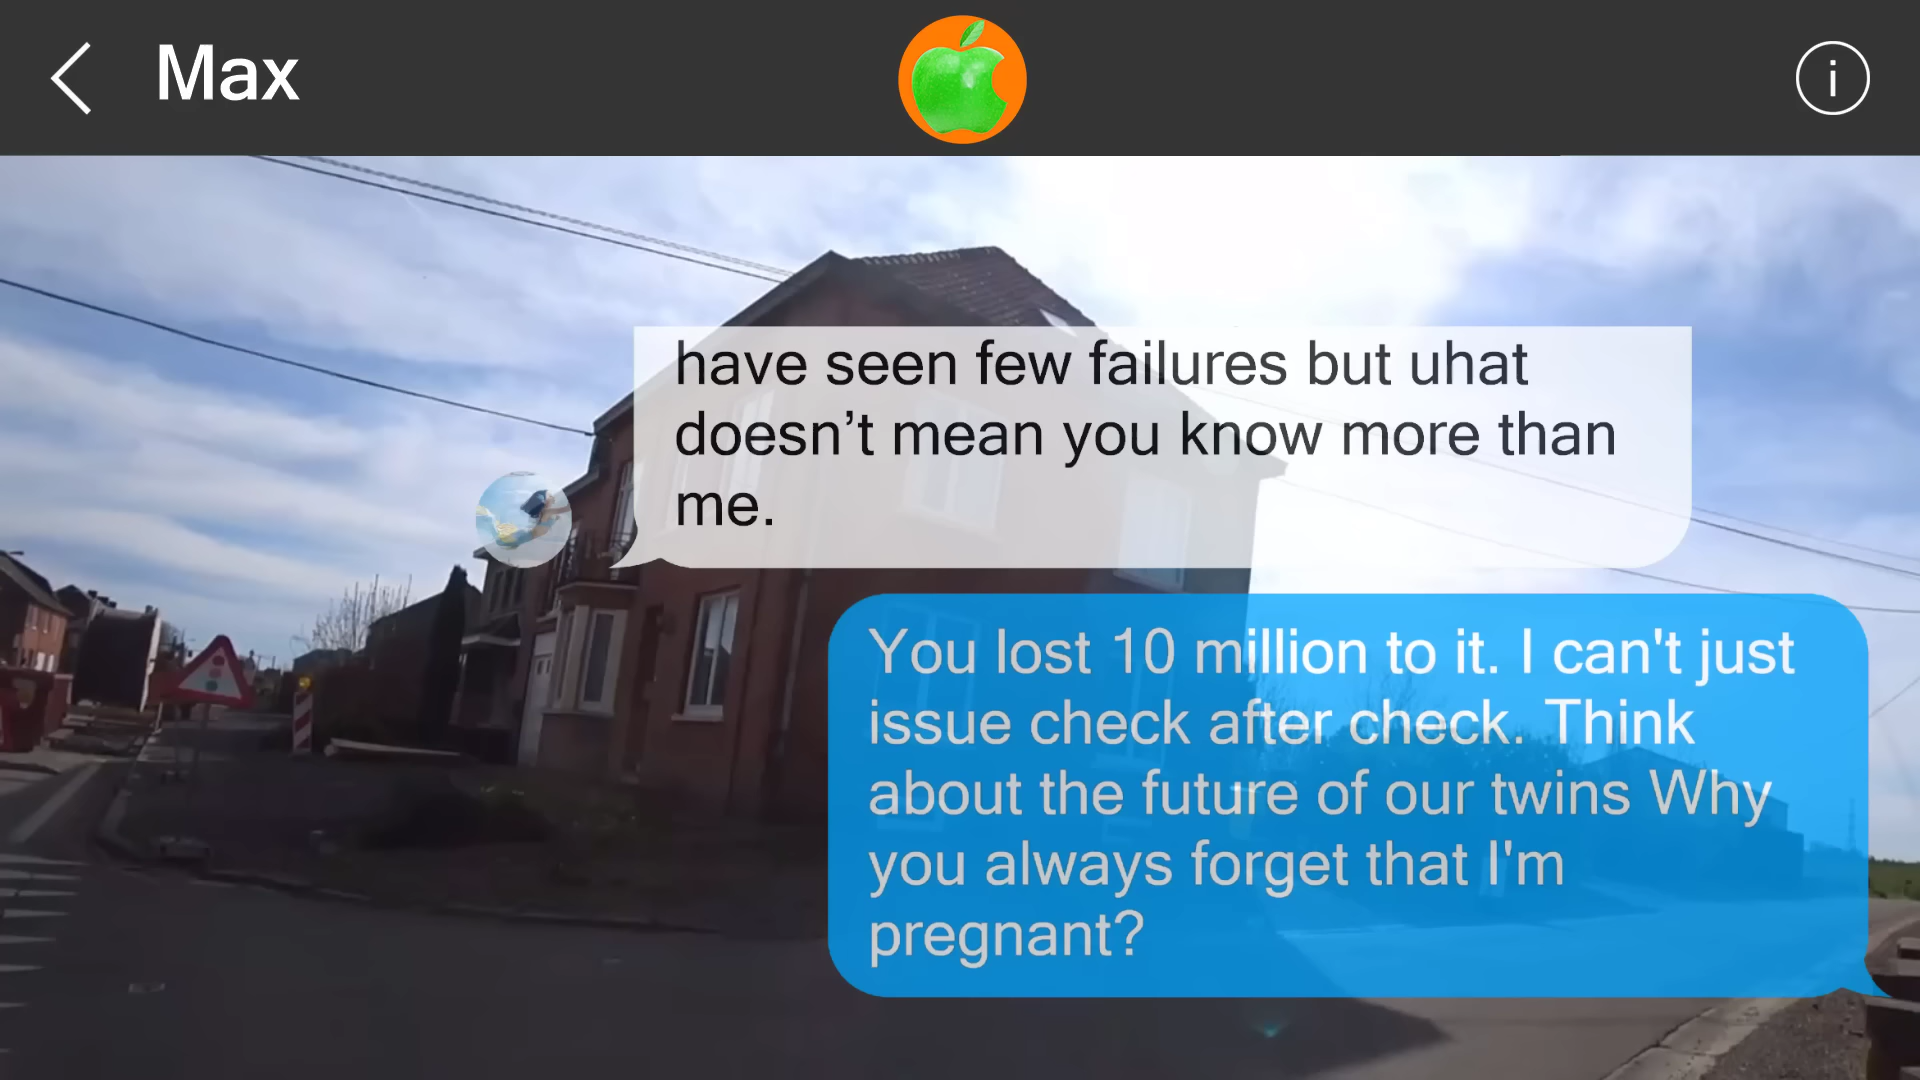 Max
i
have seen few failures but uhat
doesn’t mean you know more than
me.
You lost 10 million to it. I can't just
issue check after check. Think
about the future of our twins Why
you always forget that I'm
pregnant?